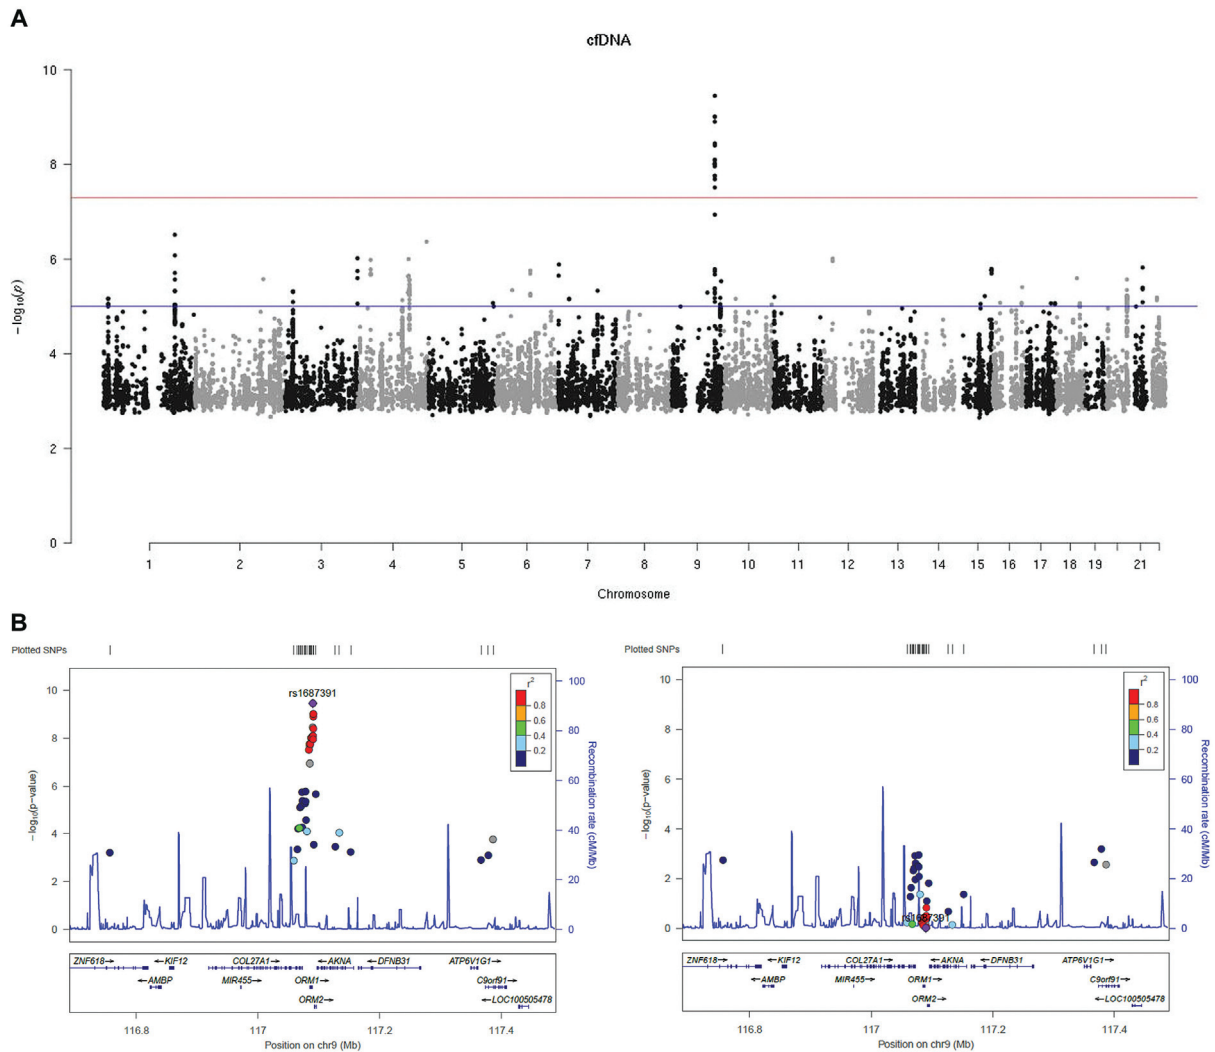 A
cfDNA
10
8
6
4
2
0
−log₁₀(p)
1 2 3 4 5 6 7 8 9 10 11 12 13 14 15 16 17 18 19 21
Chromosome
B
Plotted SNPs
rs1687391
r²
0.8
0.6
0.4
0.2
10
8
6
4
2
0
−log₁₀(p−value)
100
80
60
40
20
0
Recombination rate (cM/Mb)
ZNF618 KIF12 COL27A1 AKNA DFNB31 ATP6V1G1
AMBP MIR455 ORM1 C9orf91
ORM2 LOC100505478
116.8 117 117.2 117.4
Position on chr9 (Mb)
Plotted SNPs
r²
0.8
0.6
0.4
0.2
10
8
6
4
2
0
−log₁₀(p−value)
100
80
60
40
20
0
Recombination rate (cM/Mb)
rs1687391
ZNF618 KIF12 COL27A1 AKNA DFNB31 ATP6V1G1
AMBP MIR455 ORM1 C9orf91
ORM2 LOC100505478
116.8 117 117.2 117.4
Position on chr9 (Mb)